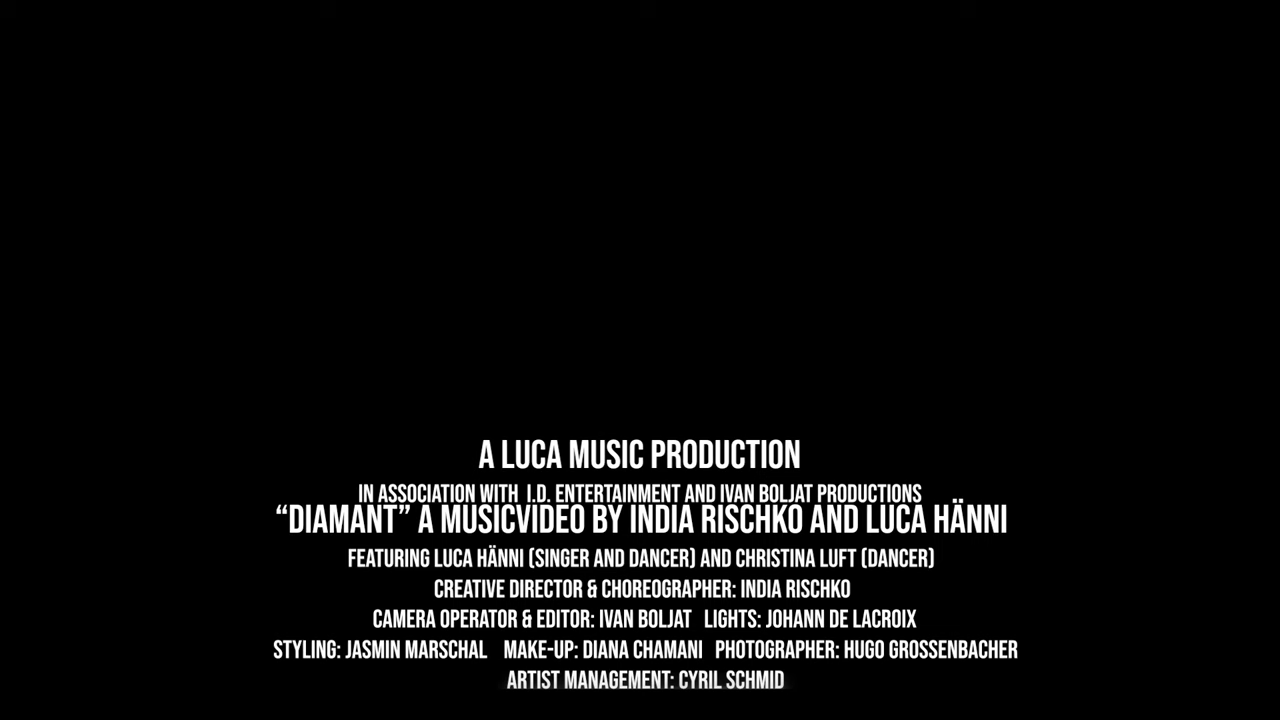 A LUCA MUSIC PRODUCTION
IN ASSOCIATION WITH I.D. ENTERTAINMENT AND IVAN BOLJAT PRODUCTIONS
“DIAMANT” A MUSICVIDEO BY INDIA RISCHKO AND LUCA HÄNNI
FEATURING LUCA HÄNNI (SINGER AND DANCER) AND CHRISTINA LUFT (DANCER)
CREATIVE DIRECTOR & CHOREOGRAPHER: INDIA RISCHKO
CAMERA OPERATOR & EDITOR: IVAN BOLJAT LIGHTS: JOHANN DE LACROIX
STYLING: JASMIN MARSCHAL MAKE-UP: DIANA CHAMANI PHOTOGRAPHER: HUGO GROSSENBACHER
ARTIST MANAGEMENT: CYRIL SCHMID